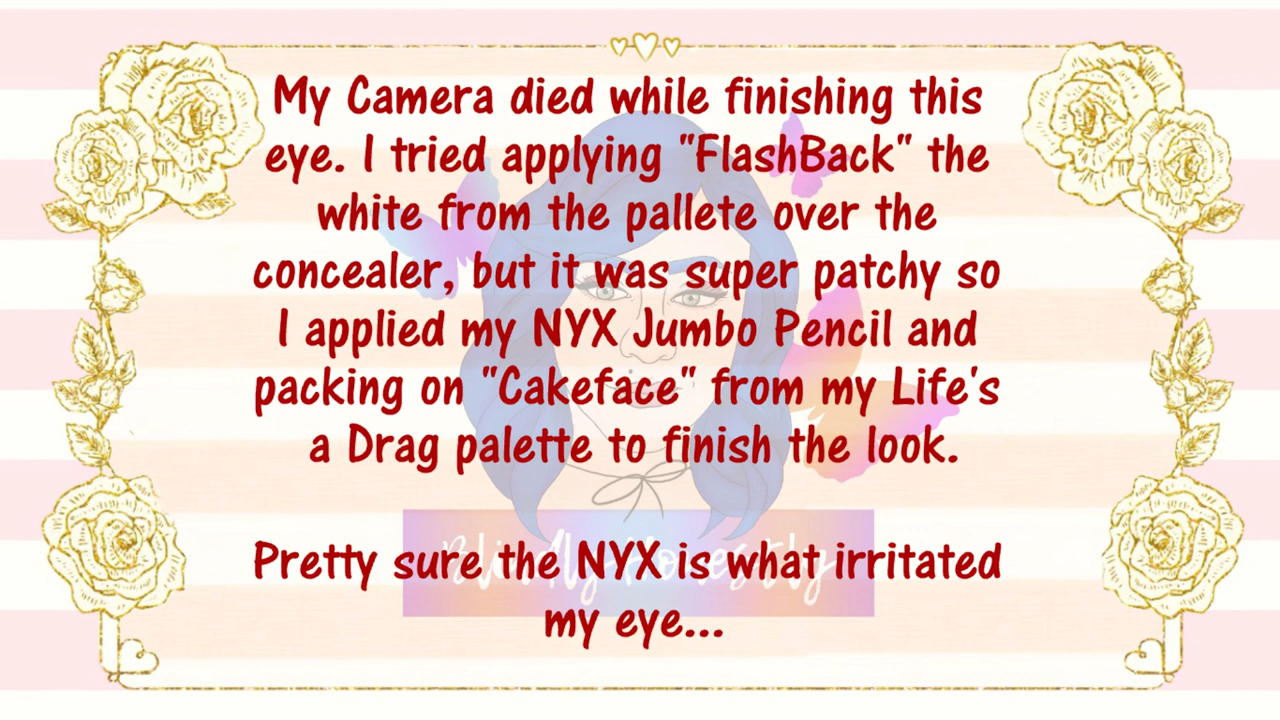 My Camera died while finishing this
eye. I tried applying "FlashBack" the
white from the pallete over the
concealer, but it was super patchy so
I applied my NYX Jumbo Pencil and
packing on "Cakeface" from my Life's
a Drag palette to finish the look.
Pretty sure the NYX is what irritated
my eye...
Blindly Honestly